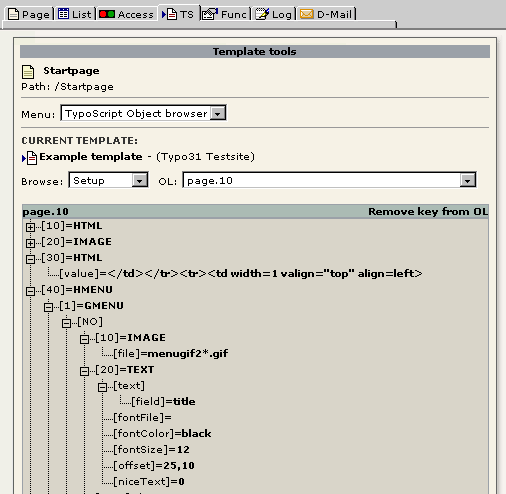 Page List Access TS Func Log D-Mail
Template tools
Startpage
Path: /Startpage
Menu: TypoScript Object browser
CURRENT TEMPLATE:
Example template - (Typo31 Testsite)
Browse: Setup OL: page.10
page.10 Remove key from OL
[10]=HTML
[20]=IMAGE
[30]=HTML
[value]=</td></tr><tr><td width=1 valign="top" align=left>
[40]=HMENU
[1]=GMENU
[NO]
[10]=IMAGE
[file]=menugif2*.gif
[20]=TEXT
[text]
[field]=title
[fontFile]=
[fontColor]=black
[fontSize]=12
[offset]=25,10
[niceText]=0